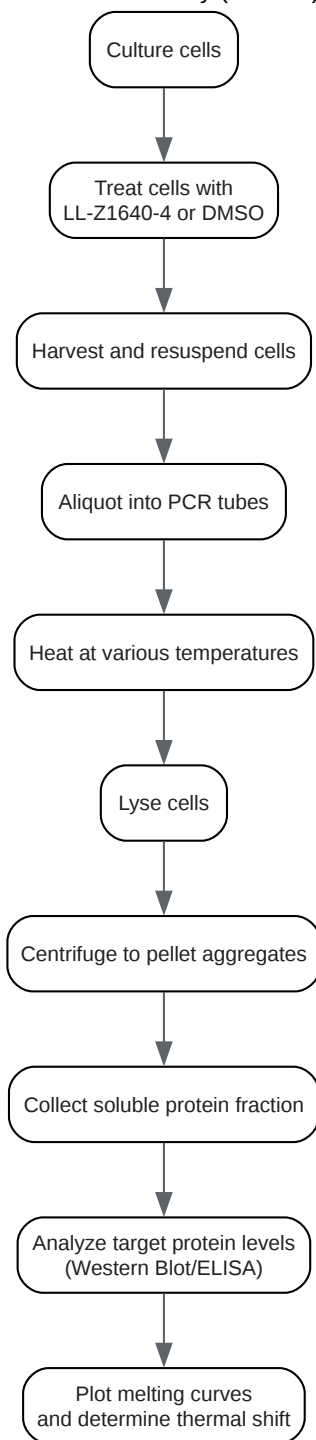 Culture cells
Treat cells with
LL-Z1640-4 or DMSO
Harvest and resuspend cells
Aliquot into PCR tubes
Heat at various temperatures
Lyse cells
Centrifuge to pellet aggregates
Collect soluble protein fraction
Analyze target protein levels
(Western Blot/ELISA)
Plot melting curves
and determine thermal shift